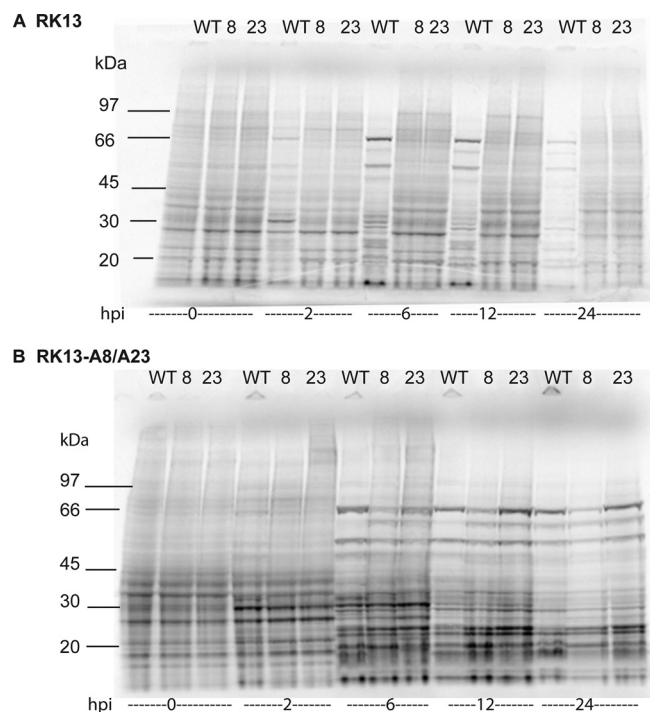 A RK13
WT 8 23 WT 8 23 WT 8 23 WT 8 23 WT 8 23
kDa
97
66
45
30
20
hpi -------0-------- -------2-------- -------6------- ------12------ ------24--------
B RK13-A8/A23
WT 8 23 WT 8 23 WT 8 23 WT 8 23 WT 8 23
kDa
97
66
45
30
20
hpi -------0---------- -------2-------- -------6-------- -------12-------- -------24--------